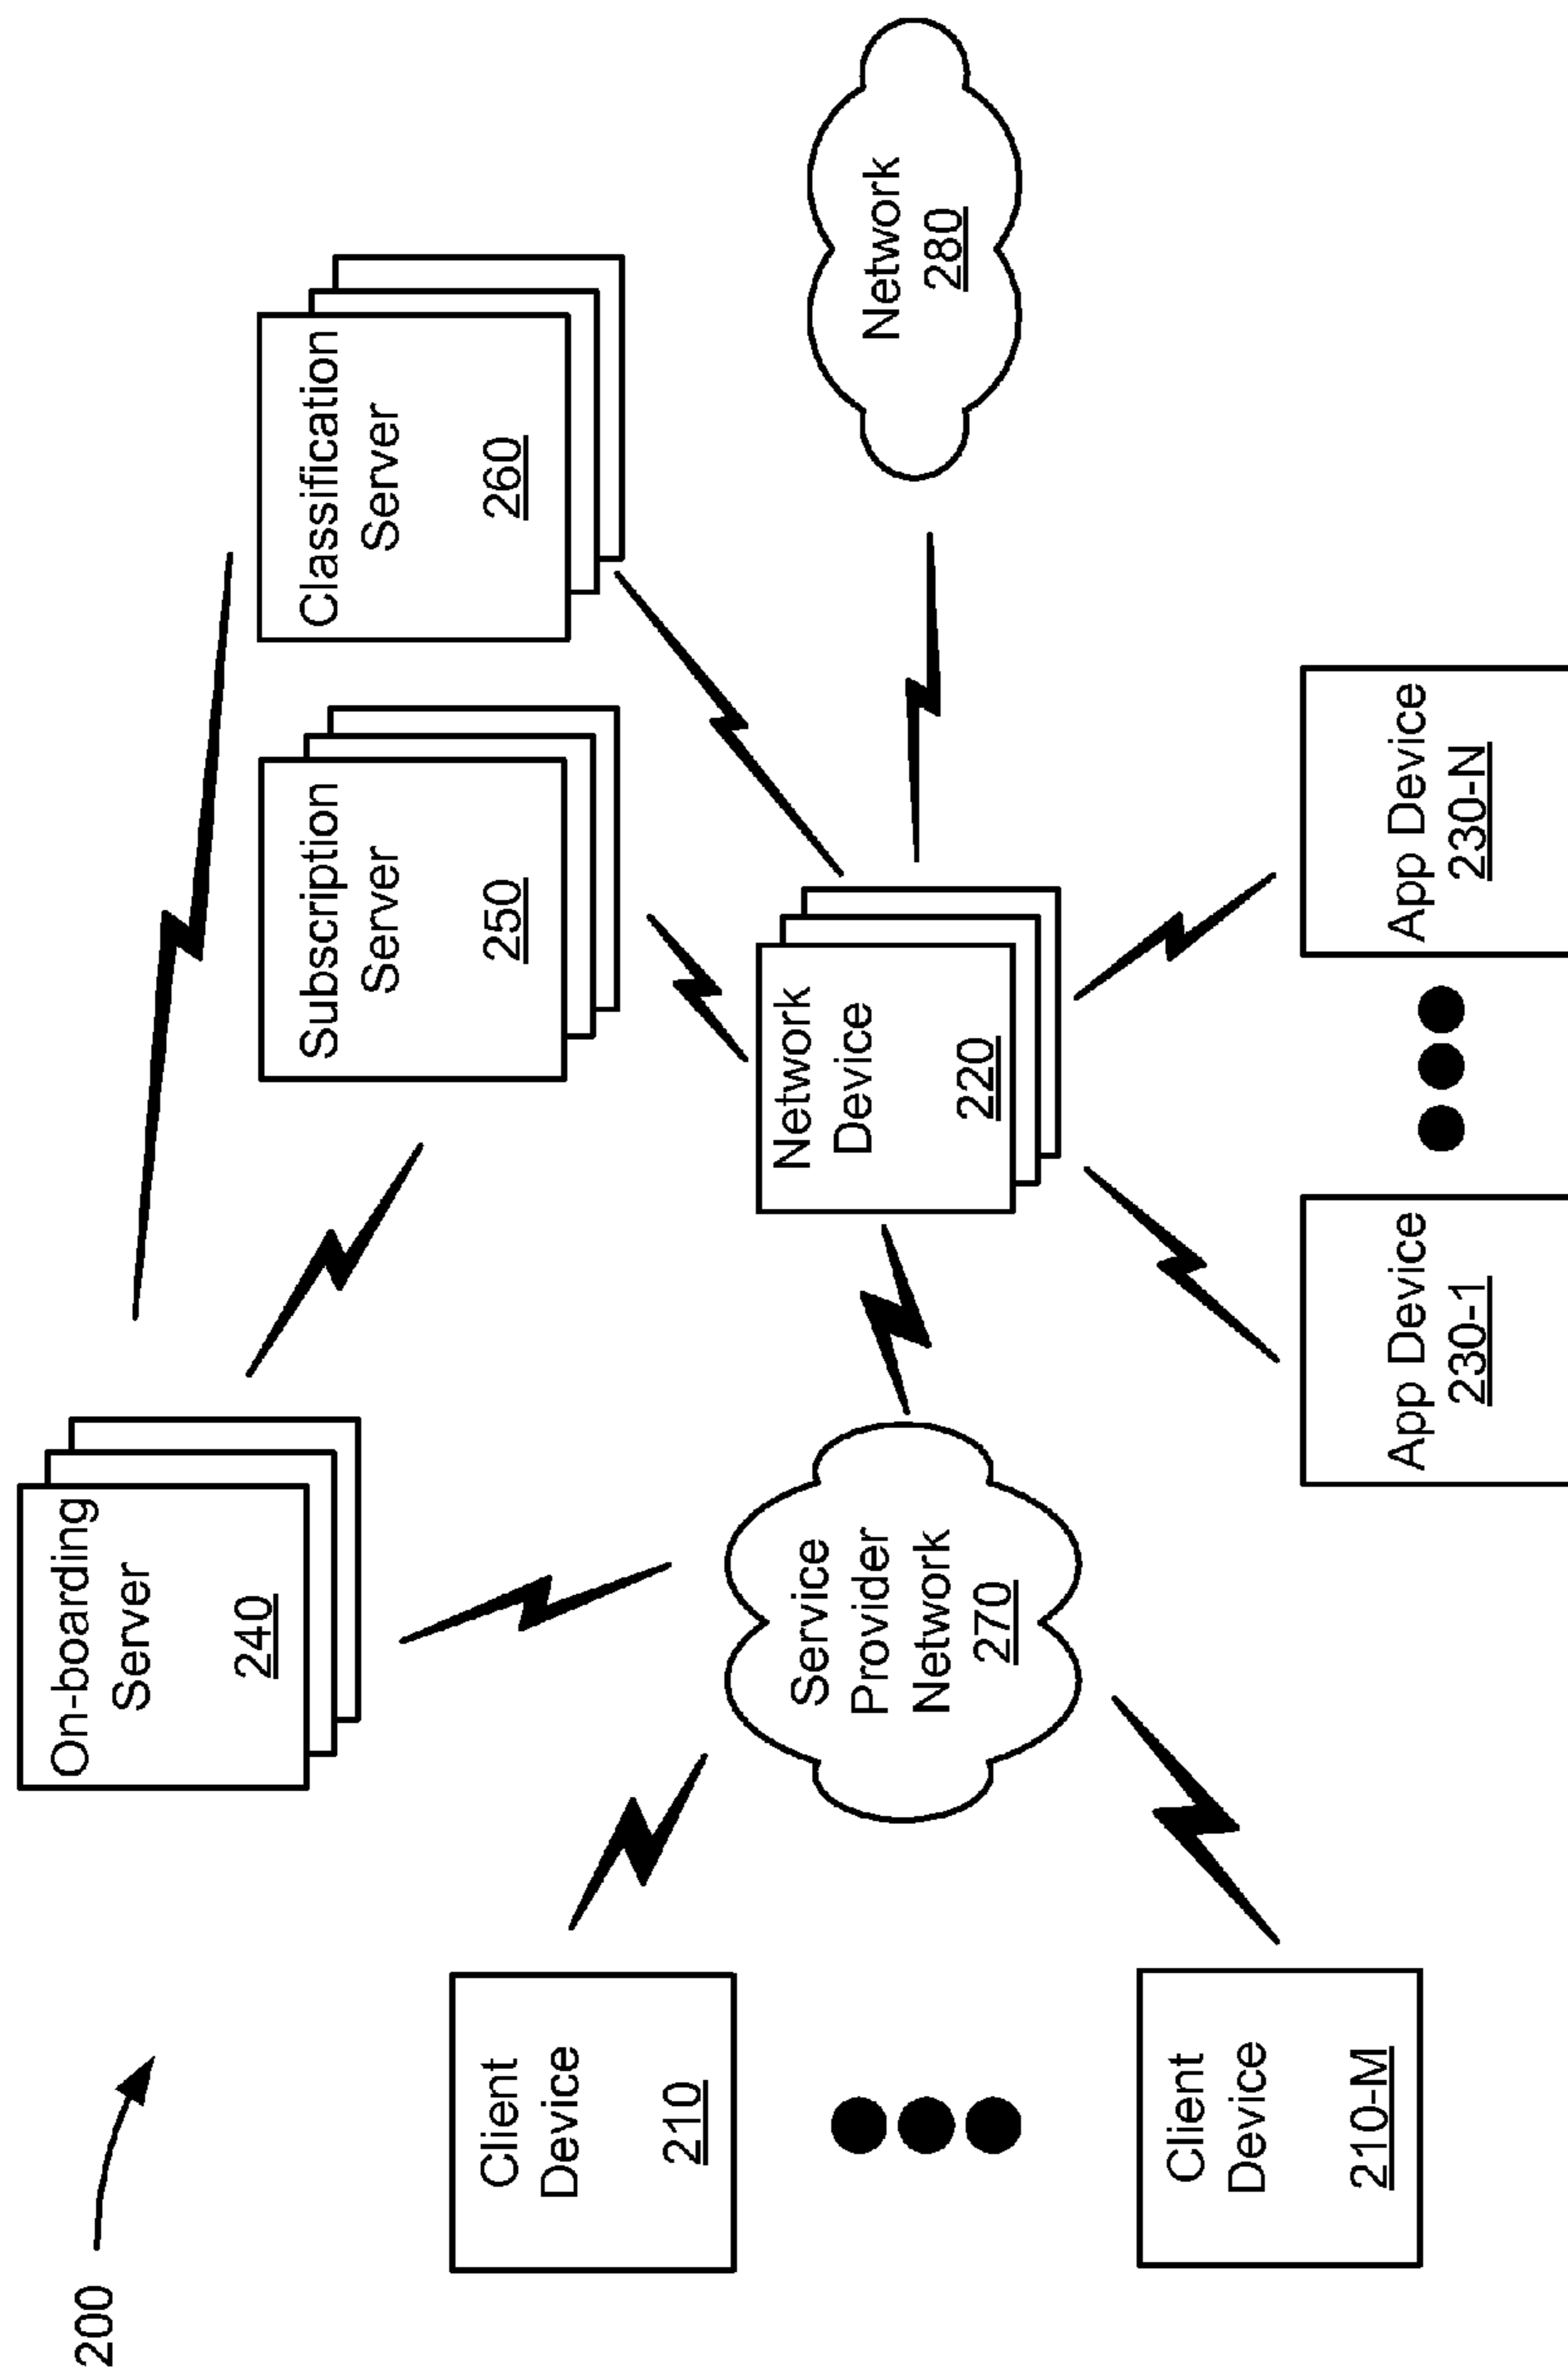 200
On-boarding
Server
240
Subscription
Server
250
Classification
Server
260
Client
Device
210
Service
Provider
Network
270
Network
Device
220
Network
280
Client
Device
210-M
App Device
230-1
App Device
230-N